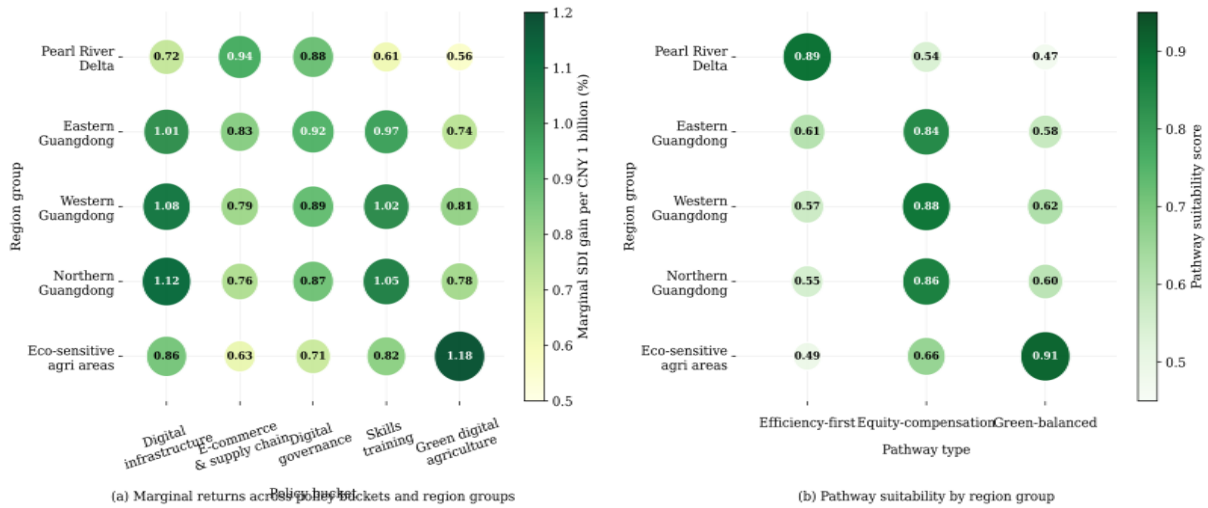 Region group
Pearl River
Delta
Eastern
Guangdong
Western
Guangdong
Northern
Guangdong
Eco-sensitive
agri areas
0.72 0.94 0.88 0.61 0.56
1.01 0.83 0.92 0.97 0.74
1.08 0.79 0.89 1.02 0.81
1.12 0.76 0.87 1.05 0.78
0.86 0.63 0.71 0.82 1.18
Digital
infrastructure
E-commerce
& supply chain
Digital
governance
Skills
training
Green digital
agriculture
Policy bucket
1.2
1.1
1.0
0.9
0.8
0.7
0.6
0.5
Marginal SDI gain per CNY 1 billion (%)
(a) Marginal returns across policy buckets and region groups
Region group
Pearl River
Delta
Eastern
Guangdong
Western
Guangdong
Northern
Guangdong
Eco-sensitive
agri areas
0.89 0.54 0.47
0.61 0.84 0.58
0.57 0.88 0.62
0.55 0.86 0.60
0.49 0.66 0.91
Efficiency-first Equity-compensation Green-balanced
Pathway type
0.9
0.8
0.7
0.6
0.5
Pathway suitability score
(b) Pathway suitability by region group